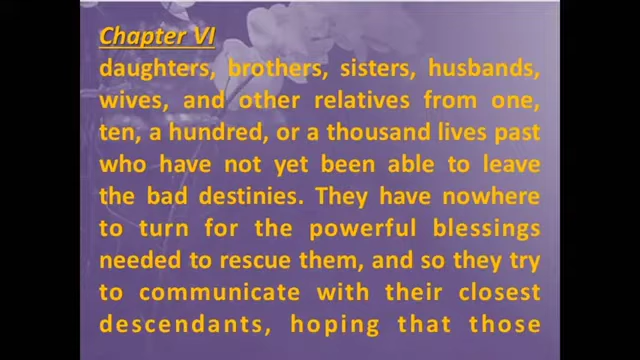 Chapter VI
daughters, brothers, sisters, husbands,
wives, and other relatives from one,
ten, a hundred, or a thousand lives past
who have not yet been able to leave
the bad destinies. They have nowhere
to turn for the powerful blessings
needed to rescue them, and so they try
to communicate with their closest
descendants, hoping that those